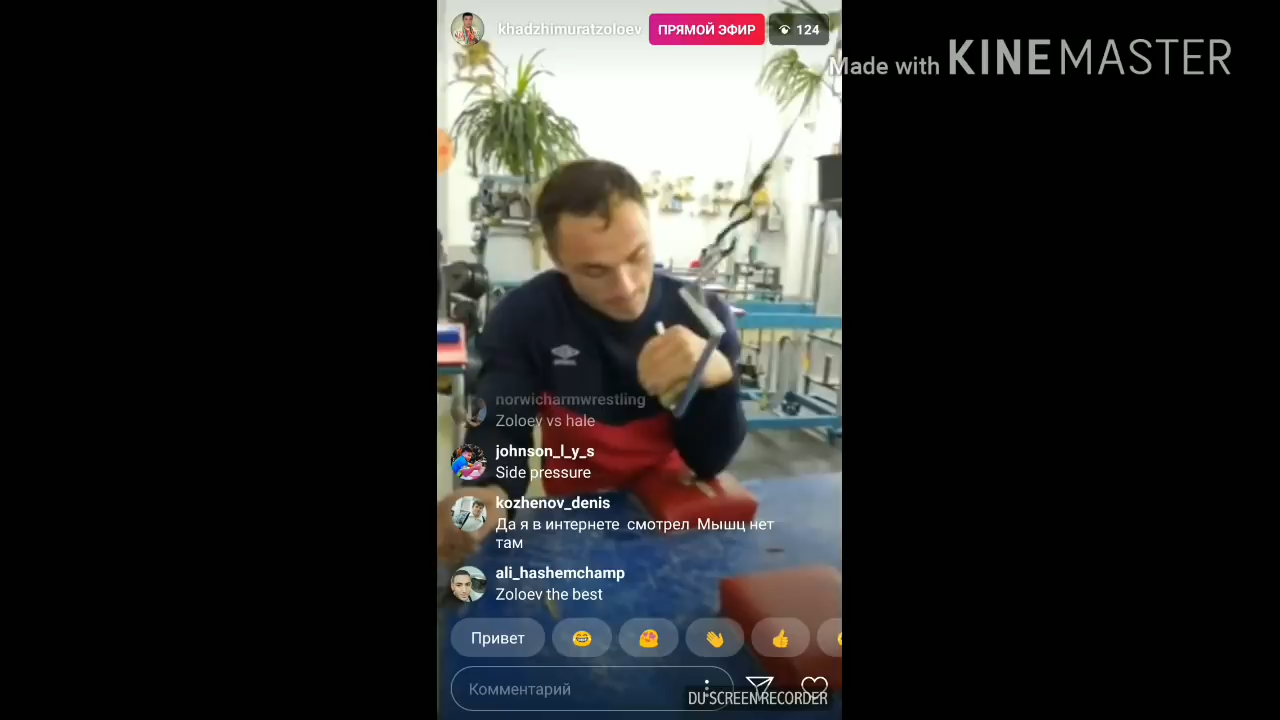 khadzhimuratzoloev ПРЯМОЙ ЭФИР 124
Made with KINEMASTER
norwicharmwrestling
Zoloev vs hale
johnson_l_y_s
Side pressure
kozhenov_denis
Да я в интернете смотрел Мышц нет
там
ali_hashemchamp
Zoloev the best
Привет
Комментарий
DU SCREEN RECORDER